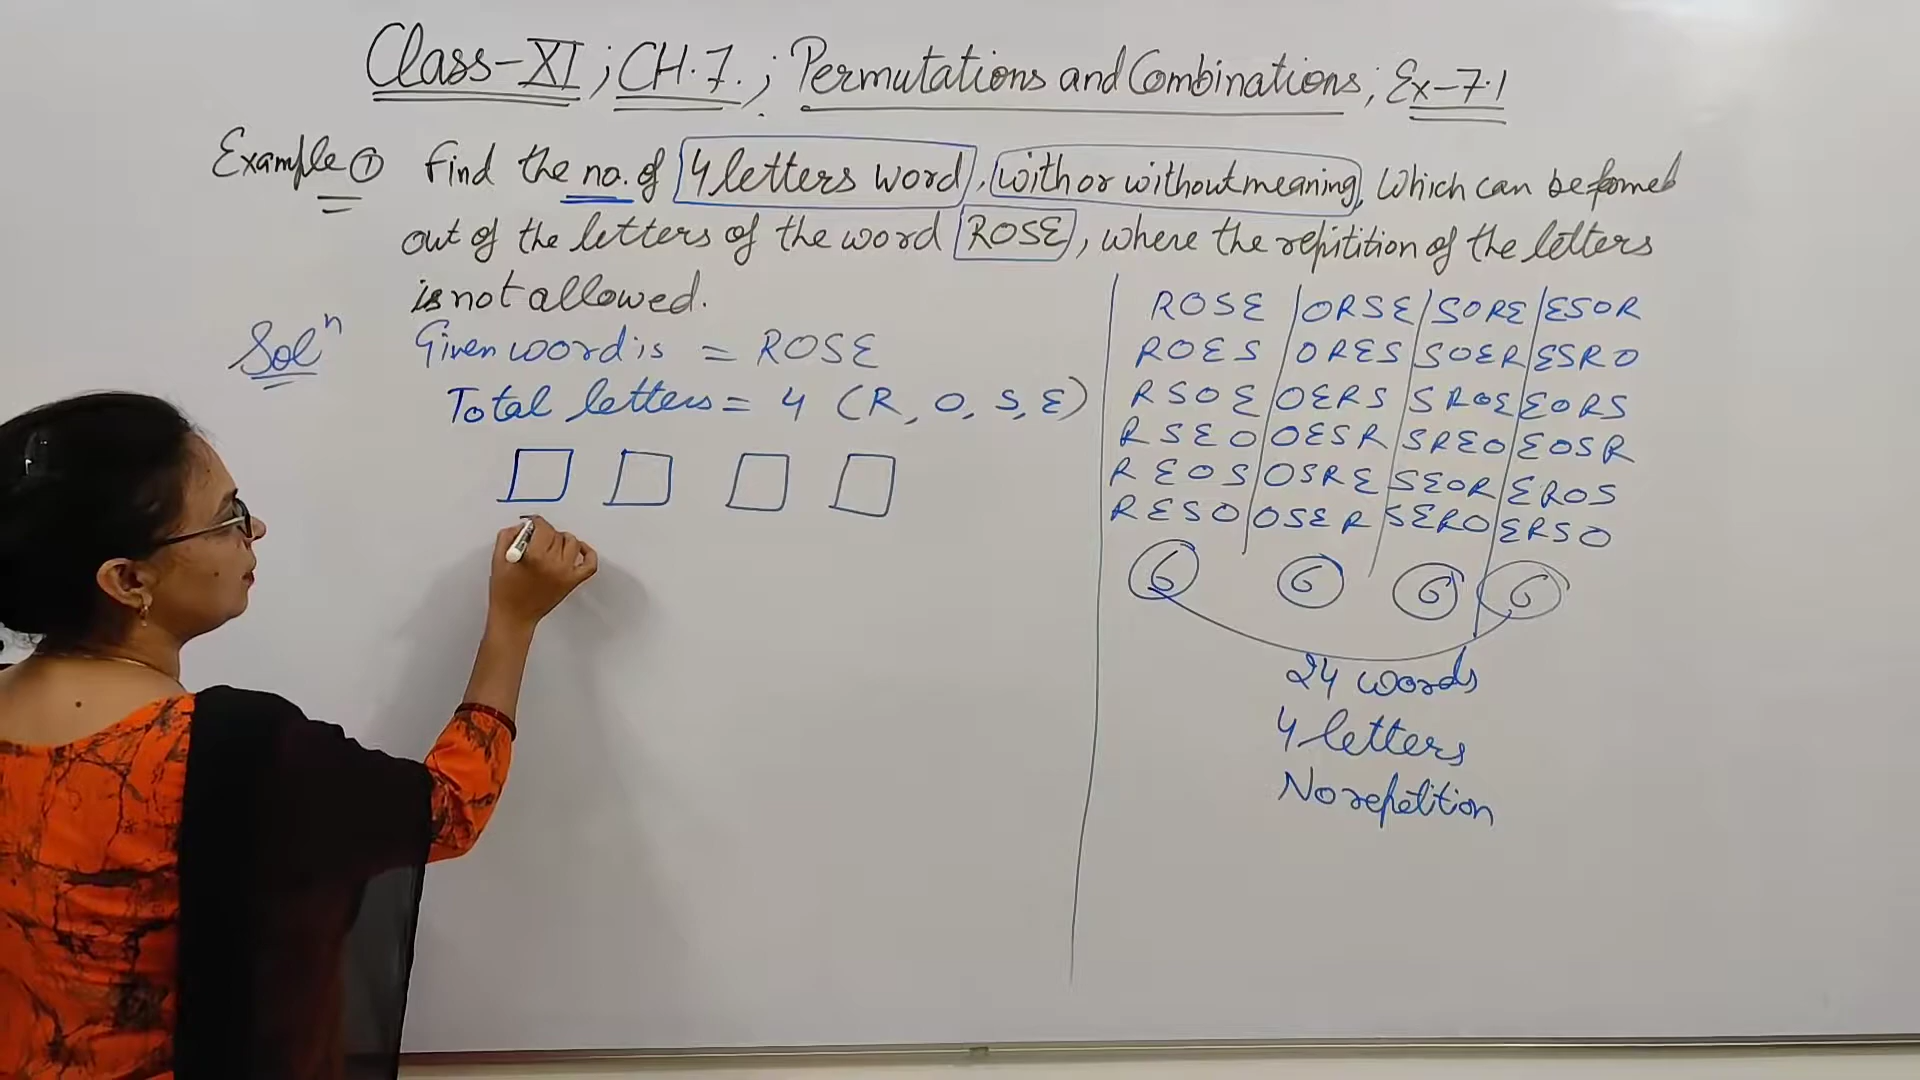 Class-XI ; CH.7. ; Permutations and Combinations ; Ex-7.1
Example ① Find the no. of 4 letters word, with or without meaning, which can be formed
out of the letters of the word ROSE, where the repitition of the letters
is not allowed.
Solⁿ Given word is = ROSE
Total letters = 4 (R, O, S, E)
ROSE ORSE SORE ESOR
ROES ORES SOER ESRO
RSOE OERS SROE EORS
RSEO OESR SREO EOSR
REOS OSRE SEOR EROS
RESO OSER SERO ERSO
6 6 6 6
24 words
4 letters
No repetition